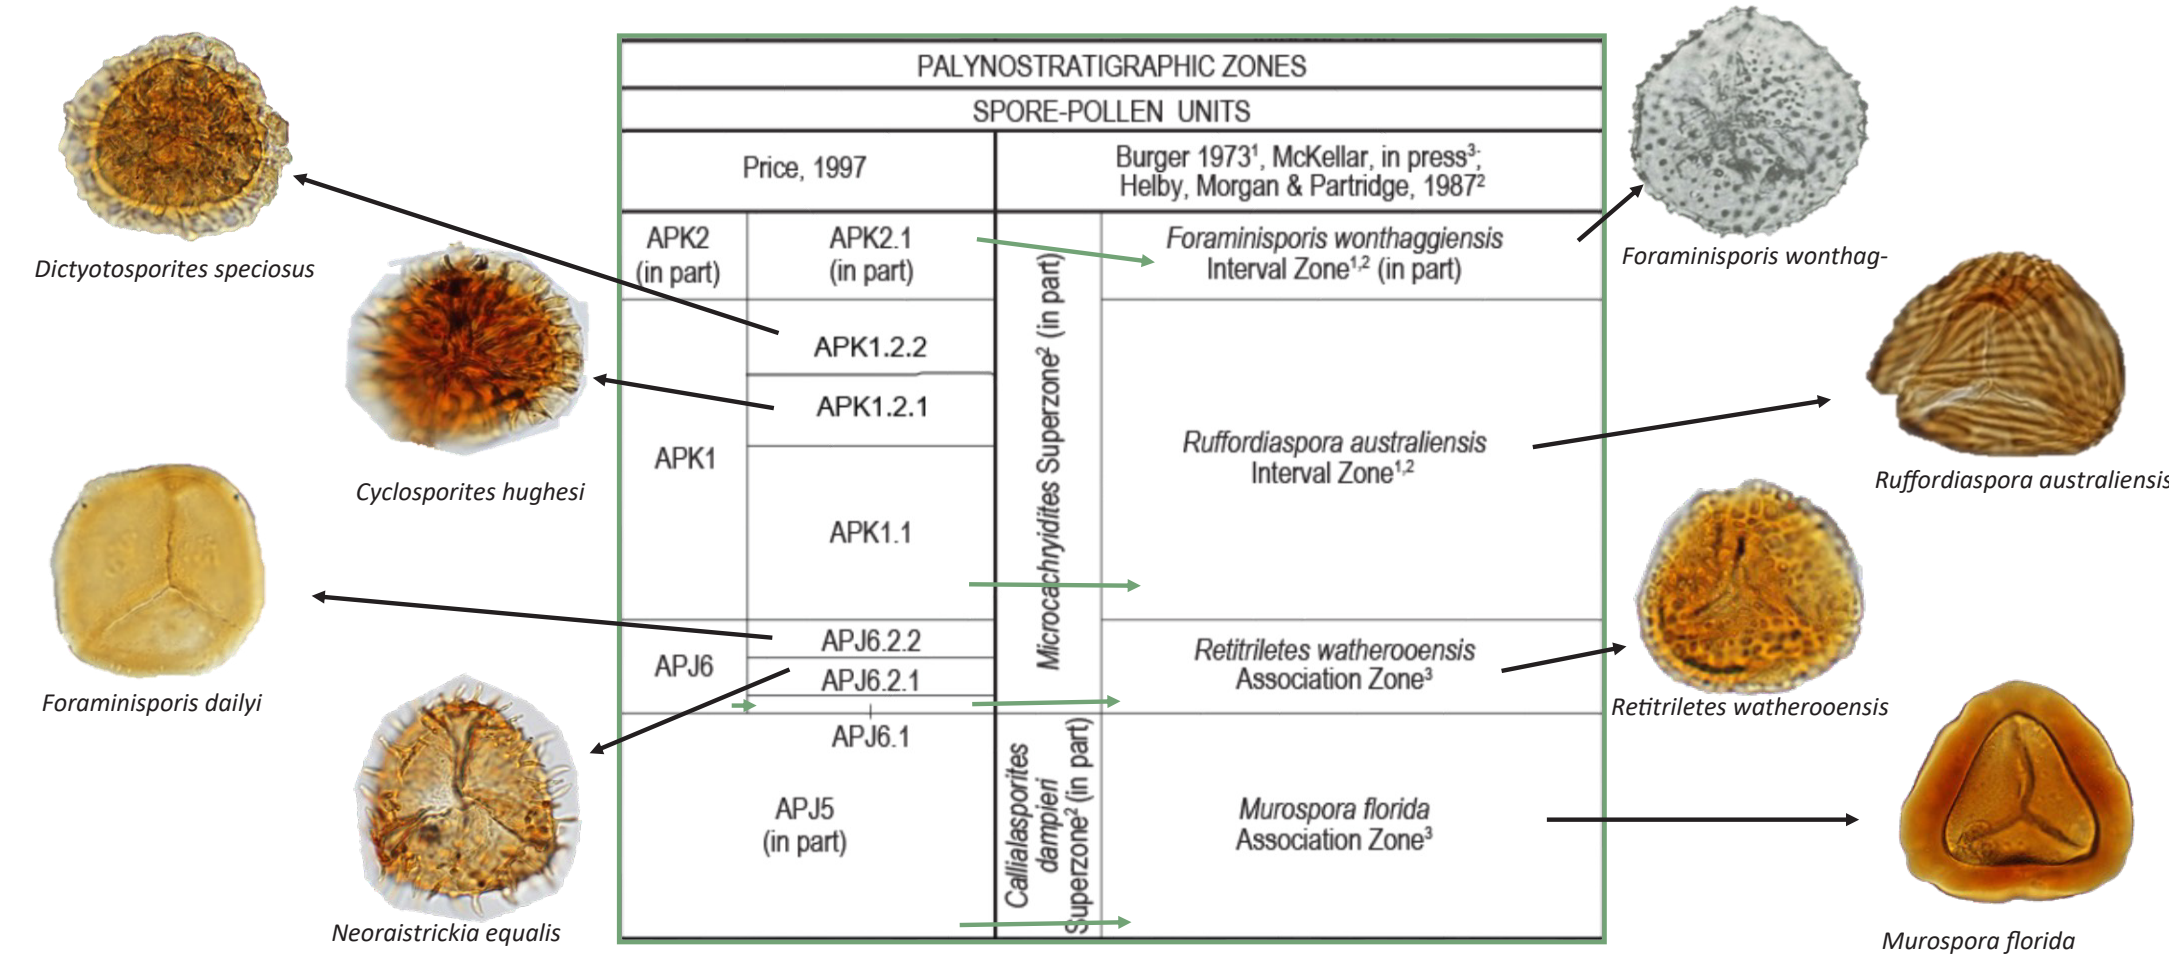 PALYNOSTRATIGRAPHIC ZONES
SPORE-POLLEN UNITS
Price, 1997
Burger 1973¹, McKellar, in press³;
Helby, Morgan & Partridge, 1987²
APK2
(in part)
APK2.1
(in part)
Foraminisporis wonthaggiensis
Interval Zone¹,² (in part)
APK1
APK1.2.2
APK1.2.1
APK1.1
Microcachryidites Superzone² (in part)
Ruffordiaspora australiensis
Interval Zone¹,²
APJ6
APJ6.2.2
APJ6.2.1
Retitriletes watherooensis
Association Zone³
APJ6.1
APJ5
(in part)
Callialasporites
dampieri
Superzone² (in part)
Murospora florida
Association Zone³
Dictyotosporites speciosus
Cyclosporites hughesi
Foraminisporis dailyi
Neoraistrickia equalis
Foraminisporis wonthag-
Ruffordiaspora australiensis
Retitriletes watherooensis
Murospora florida